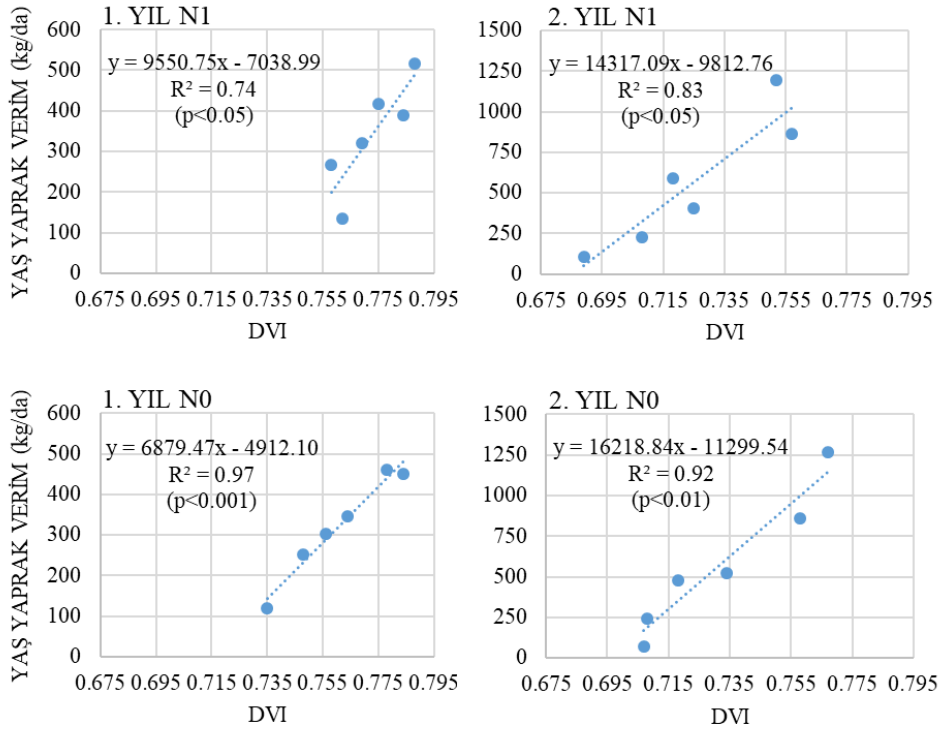 1. YIL N1
YAŞ YAPRAK VERİM (kg/da)
600
500
400
300
200
100
0
y = 9550.75x - 7038.99
R² = 0.74
(p<0.05)
0.675 0.695 0.715 0.735 0.755 0.775 0.795
DVI
2. YIL N1
1500
1250
1000
750
500
250
0
y = 14317.09x - 9812.76
R² = 0.83
(p<0.05)
0.675 0.695 0.715 0.735 0.755 0.775 0.795
DVI
1. YIL N0
YAŞ YAPRAK VERİM (kg/da)
600
500
400
300
200
100
0
y = 6879.47x - 4912.10
R² = 0.97
(p<0.001)
0.675 0.695 0.715 0.735 0.755 0.775 0.795
DVI
2. YIL N0
1500
1250
1000
750
500
250
0
y = 16218.84x - 11299.54
R² = 0.92
(p<0.01)
0.675 0.695 0.715 0.735 0.755 0.775 0.795
DVI